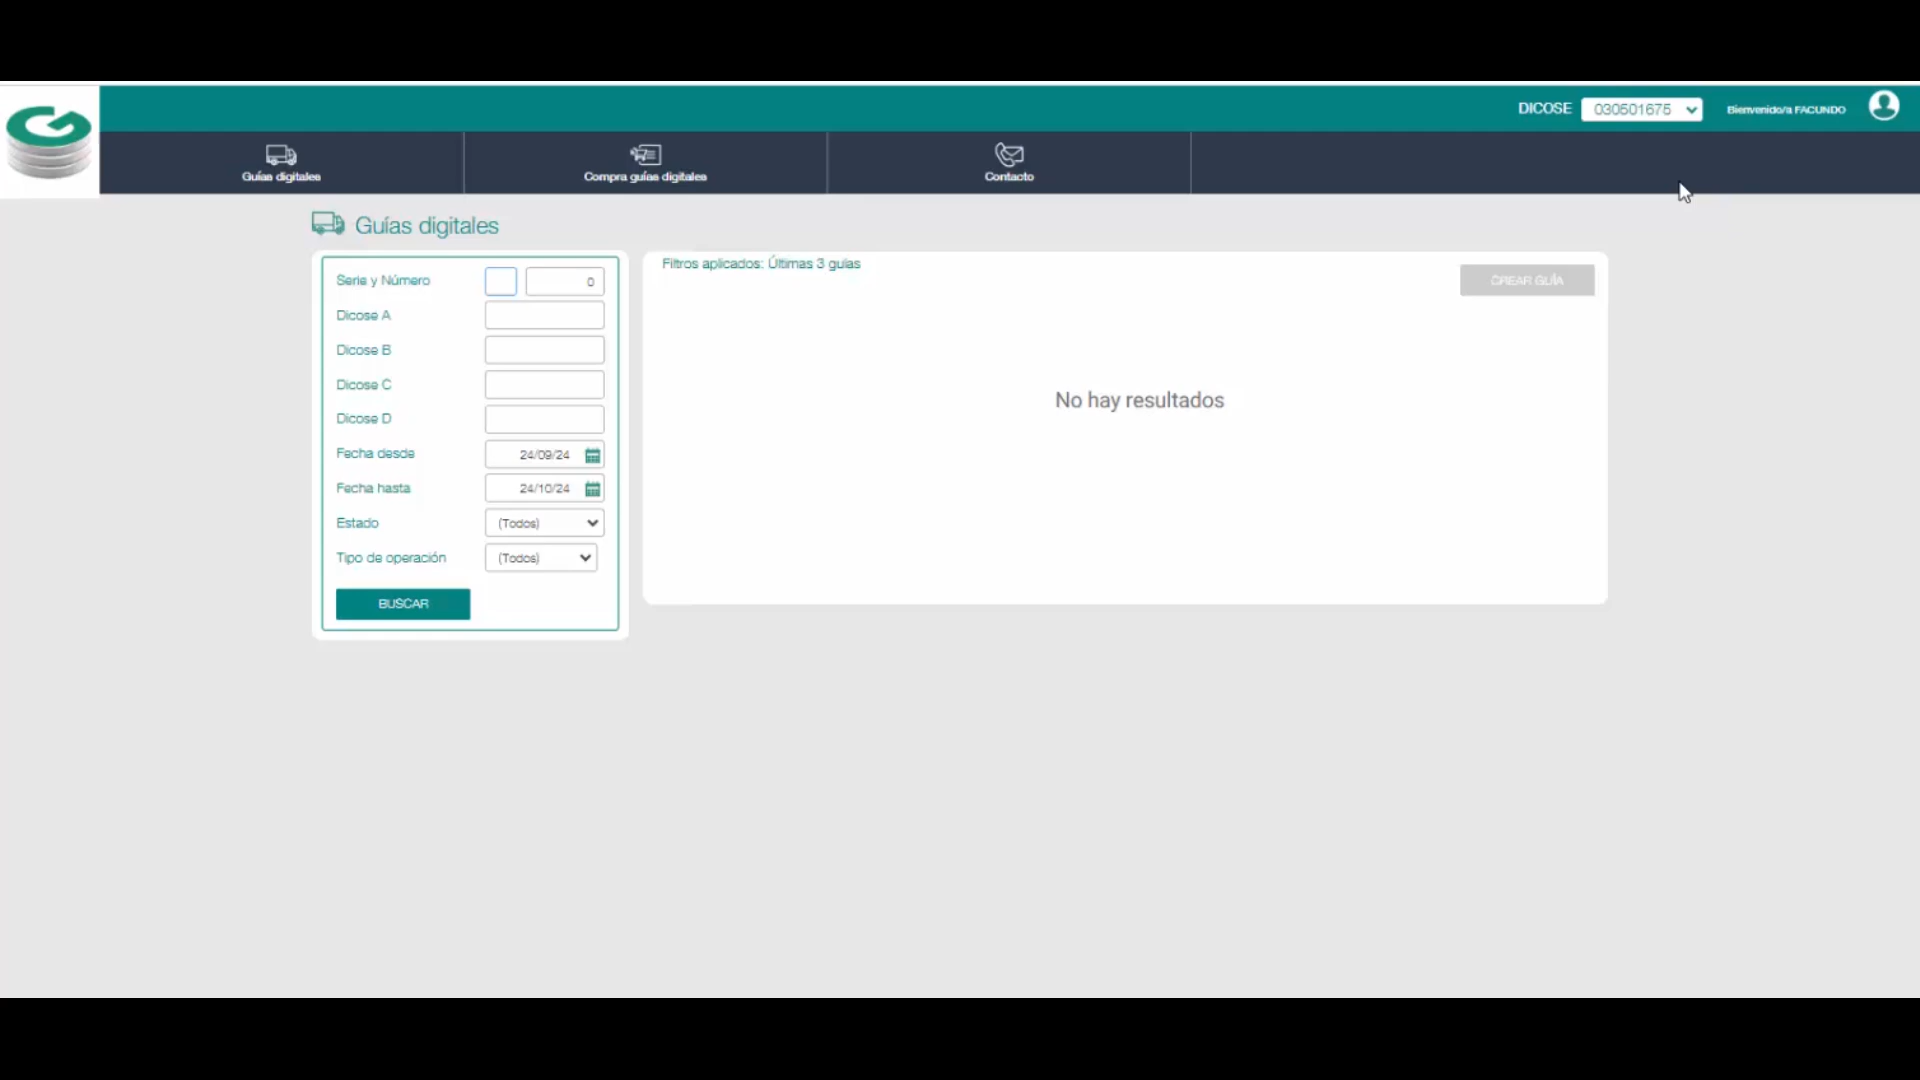 DICOSE 030501675 Bienvenido/a FACUNDO
Guías digitales Compra guías digitales Contacto
Guías digitales
Serie y Número 0
Dicose A
Dicose B
Dicose C
Dicose D
Fecha desde 24/09/24
Fecha hasta 24/10/24
Estado (Todos)
Tipo de operación (Todos)
BUSCAR
Filtros aplicados: Últimas 3 guías
CREAR GUÍA
No hay resultados